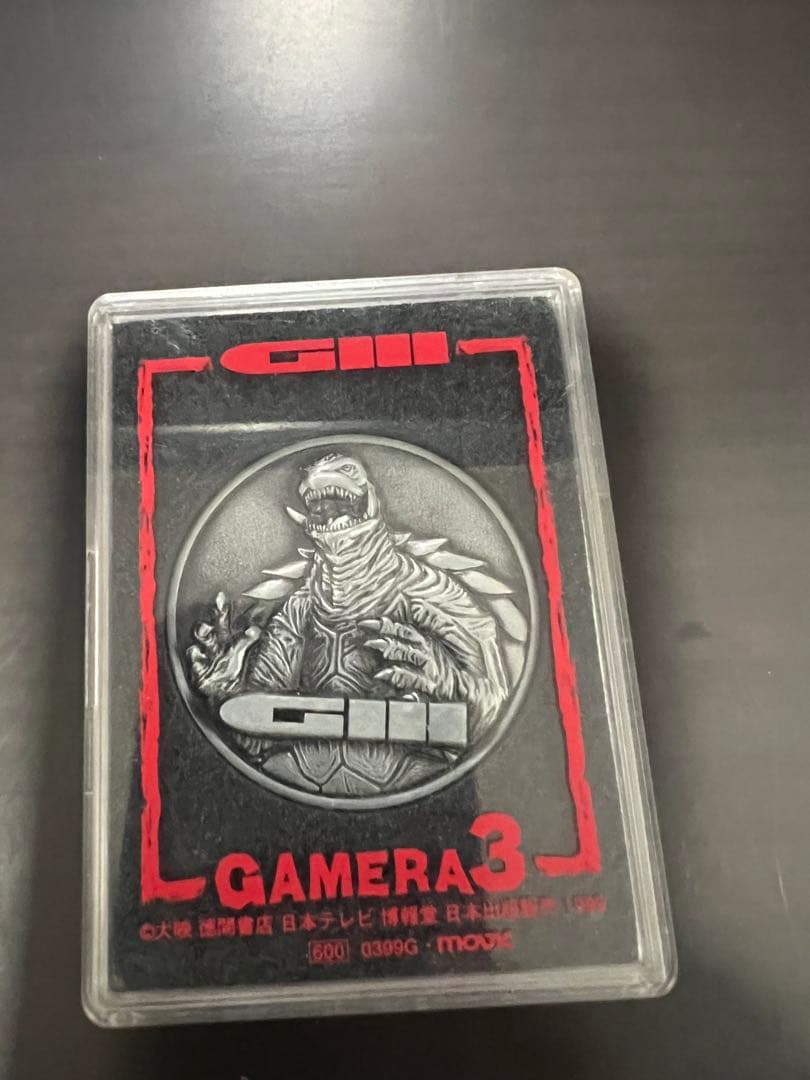 GIII
GIII
GAMERA3
©大映 徳間書店 日本テレビ 博報堂 日本出版販売 1999
600 0399G・movic